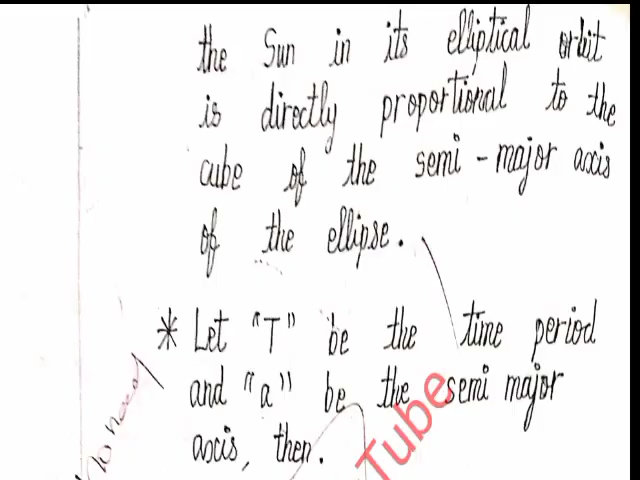 the Sun in its elliptical orbit
is directly proportional to the
cube of the semi - major axis
of the ellipse.
* Let "T" be the time period
and "a" be the semi major
axis, then.
Tube